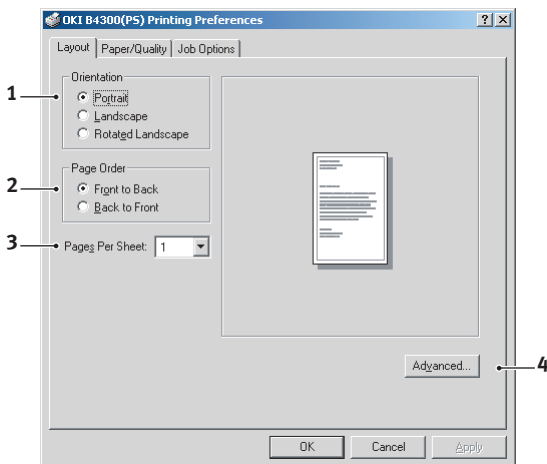 OKI B4300(PS) Printing Preferences
Layout Paper/Quality Job Options
Orientation
1
Portrait
Landscape
Rotated Landscape
Page Order
2
Front to Back
Back to Front
3
Pages Per Sheet: 1
Advanced...
4
OK Cancel Apply